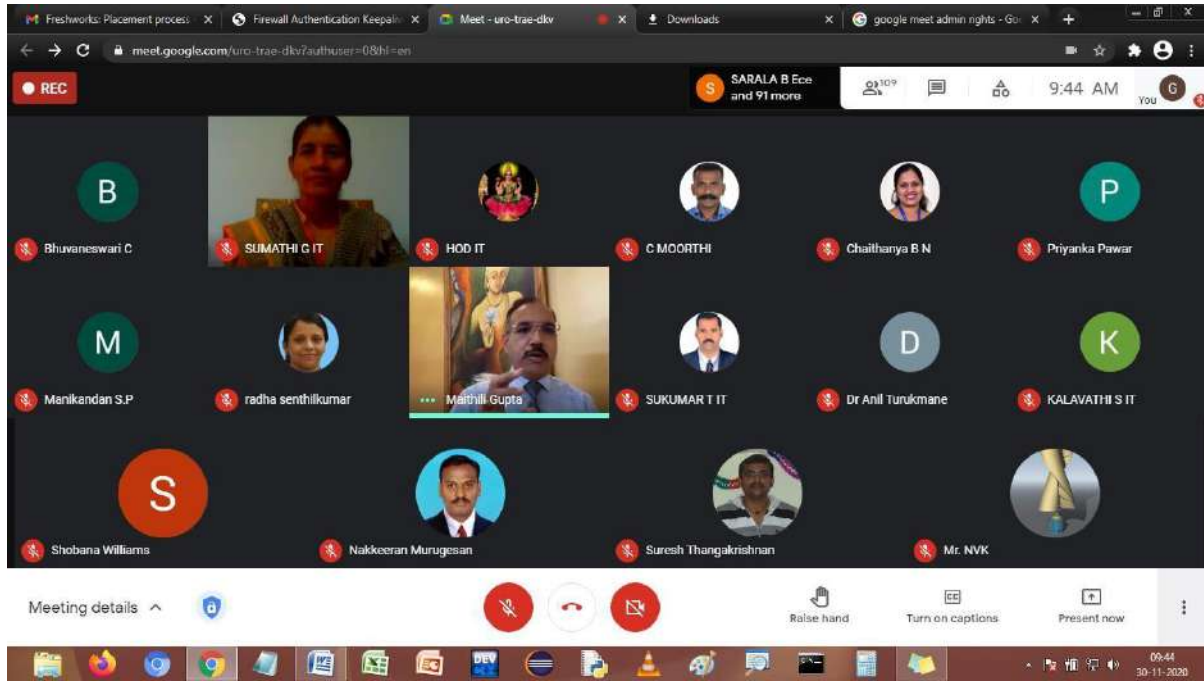 Freshworks: Placement process
Firewall Authentication Keepaliv
Meet - uro-trae-dkv
Downloads
google meet admin rights - Go
meet.google.com/uro-trae-dkv?authuser=0&hl=en
REC
SARALA B Ece
and 91 more
109
9:44 AM
You
G
S
B
P
Bhuvaneswari C
SUMATHI G IT
HOD IT
C MOORTHI
Chaithanya B N
Priyanka Pawar
M
D
K
Manikandan S.P
radha senthilkumar
Maithili Gupta
SUKUMAR T IT
Dr Anil Turukmane
KALAVATHI S IT
S
Shobana Williams
Nakkeeran Murugesan
Suresh Thangakrishnan
Mr. NVK
Meeting details
CC
Raise hand
Turn on captions
Present now
DEV
09:44
30-11-2020